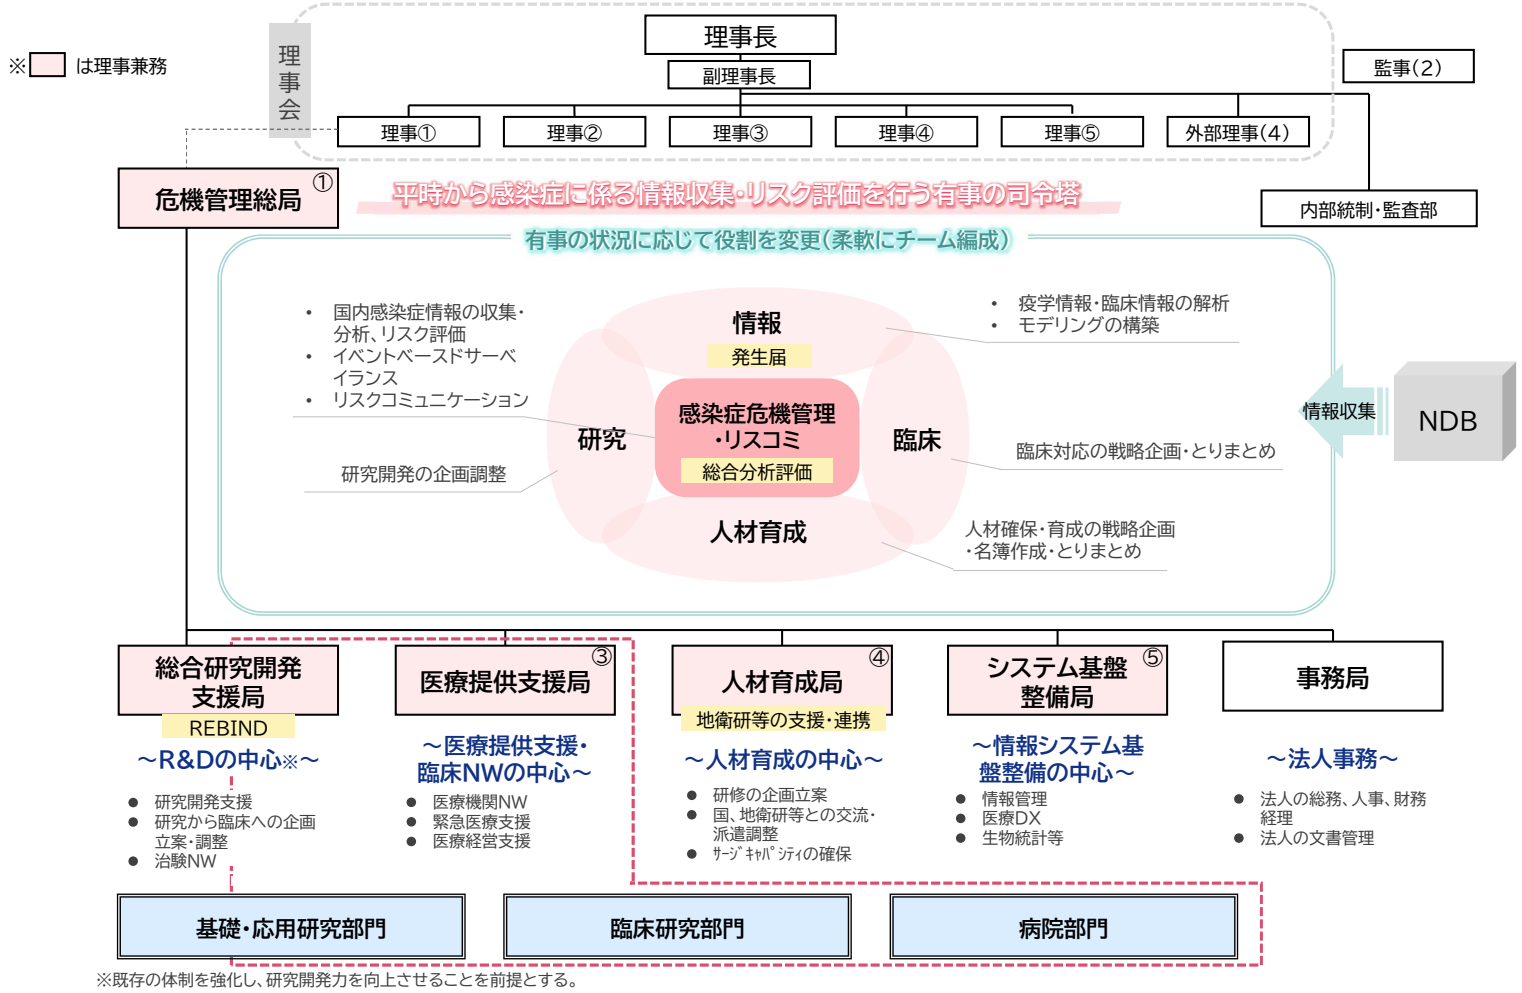 ※ は理事兼務
理事会
理事長
副理事長
監事（2）
理事①
理事②
理事③
理事④
理事⑤
外部理事（4）
内部統制・監査部
危機管理総局
①
平時から感染症に係る情報収集・リスク評価を行う有事の司令塔
有事の状況に応じて役割を変更（柔軟にチーム編成）
• 国内感染症情報の収集・
分析、リスク評価
• イベントベースドサーベ
イランス
• リスクコミュニケーション
研究開発の企画調整
情報
発生届
研究
感染症危機管理
・リスコミ
総合分析評価
臨床
人材育成
• 疫学情報・臨床情報の解析
• モデリングの構築
臨床対応の戦略企画・とりまとめ
人材確保・育成の戦略企画
・名簿作成・とりまとめ
情報収集
NDB
総合研究開発
支援局
REBIND
～R&Dの中心※～
● 研究開発支援
● 研究から臨床への企画
立案・調整
● 治験NW
③
医療提供支援局
～医療提供支援・
臨床NWの中心～
● 医療機関NW
● 緊急医療支援
● 医療経営支援
④
人材育成局
地衛研等の支援・連携
～人材育成の中心～
● 研修の企画立案
● 国、地衛研等との交流・
派遣調整
● ｻｰｼﾞｷｬﾊﾟｼﾃｨの確保
⑤
システム基盤
整備局
～情報システム基
盤整備の中心～
● 情報管理
● 医療DX
● 生物統計等
事務局
～法人事務～
● 法人の総務、人事、財務
経理
● 法人の文書管理
基礎・応用研究部門
臨床研究部門
病院部門
※既存の体制を強化し、研究開発力を向上させることを前提とする。